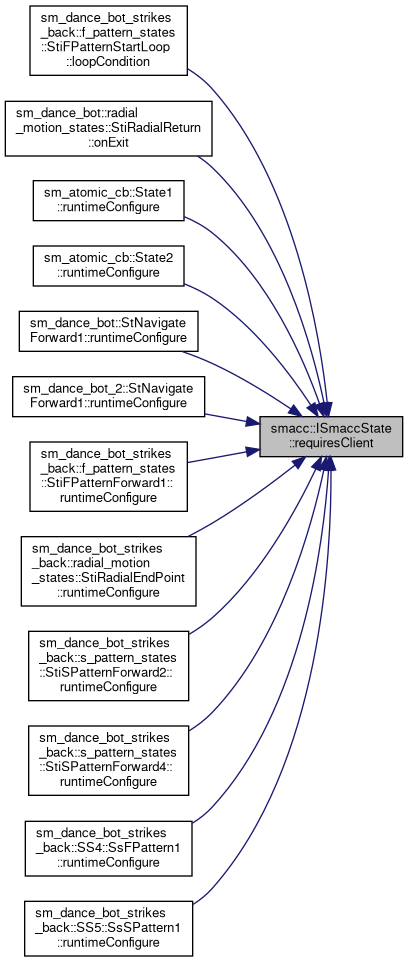 sm_dance_bot_strikes
_back::f_pattern_states
::StiFPatternStartLoop
::loopCondition
sm_dance_bot::radial
_motion_states::StiRadialReturn
::onExit
sm_atomic_cb::State1
::runtimeConfigure
sm_atomic_cb::State2
::runtimeConfigure
sm_dance_bot::StNavigate
Forward1::runtimeConfigure
sm_dance_bot_2::StNavigate
Forward1::runtimeConfigure
smacc::ISmaccState
::requiresClient
sm_dance_bot_strikes
_back::f_pattern_states
::StiFPatternForward1::
runtimeConfigure
sm_dance_bot_strikes
_back::radial_motion
_states::StiRadialEndPoint
::runtimeConfigure
sm_dance_bot_strikes
_back::s_pattern_states
::StiSPatternForward2::
runtimeConfigure
sm_dance_bot_strikes
_back::s_pattern_states
::StiSPatternForward4::
runtimeConfigure
sm_dance_bot_strikes
_back::SS4::SsFPattern1
::runtimeConfigure
sm_dance_bot_strikes
_back::SS5::SsSPattern1
::runtimeConfigure